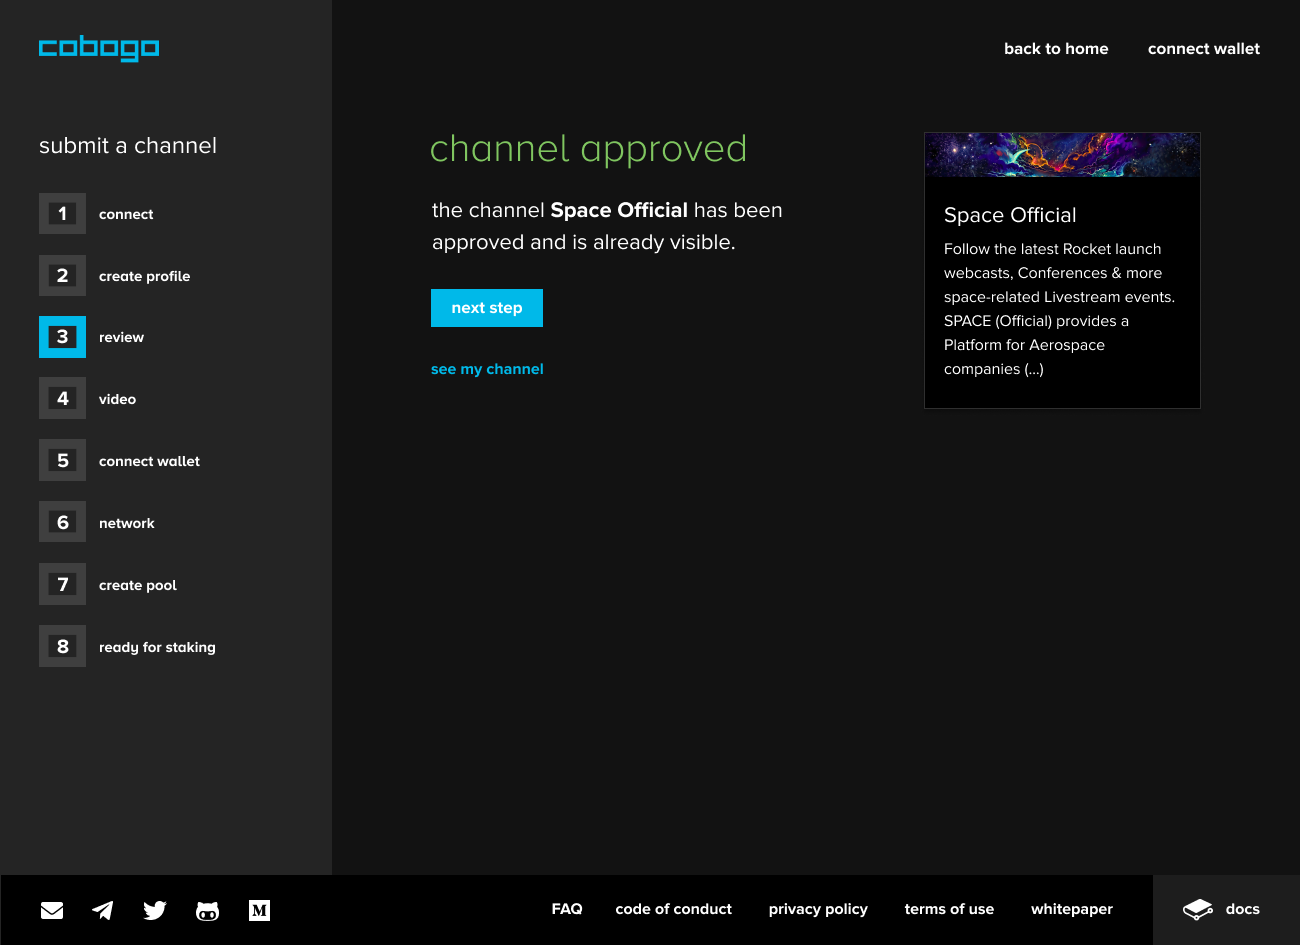 cobogo
back to home
connect wallet
submit a channel
1 connect
2 create profile
3 review
4 video
5 connect wallet
6 network
7 create pool
8 ready for staking
channel approved
the channel Space Official has been
approved and is already visible.
next step
see my channel
Space Official
Follow the latest Rocket launch
webcasts, Conferences & more
space-related Livestream events.
SPACE (Official) provides a
Platform for Aerospace
companies (...)
M
FAQ
code of conduct
privacy policy
terms of use
whitepaper
docs